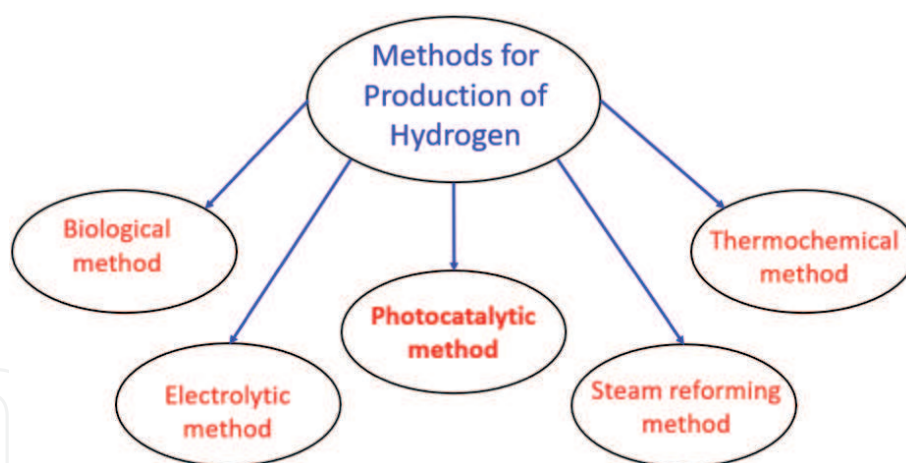 Methods for
Production of
Hydrogen
Biological
method
Thermochemical
method
Photocatalytic
method
Electrolytic
method
Steam reforming
method